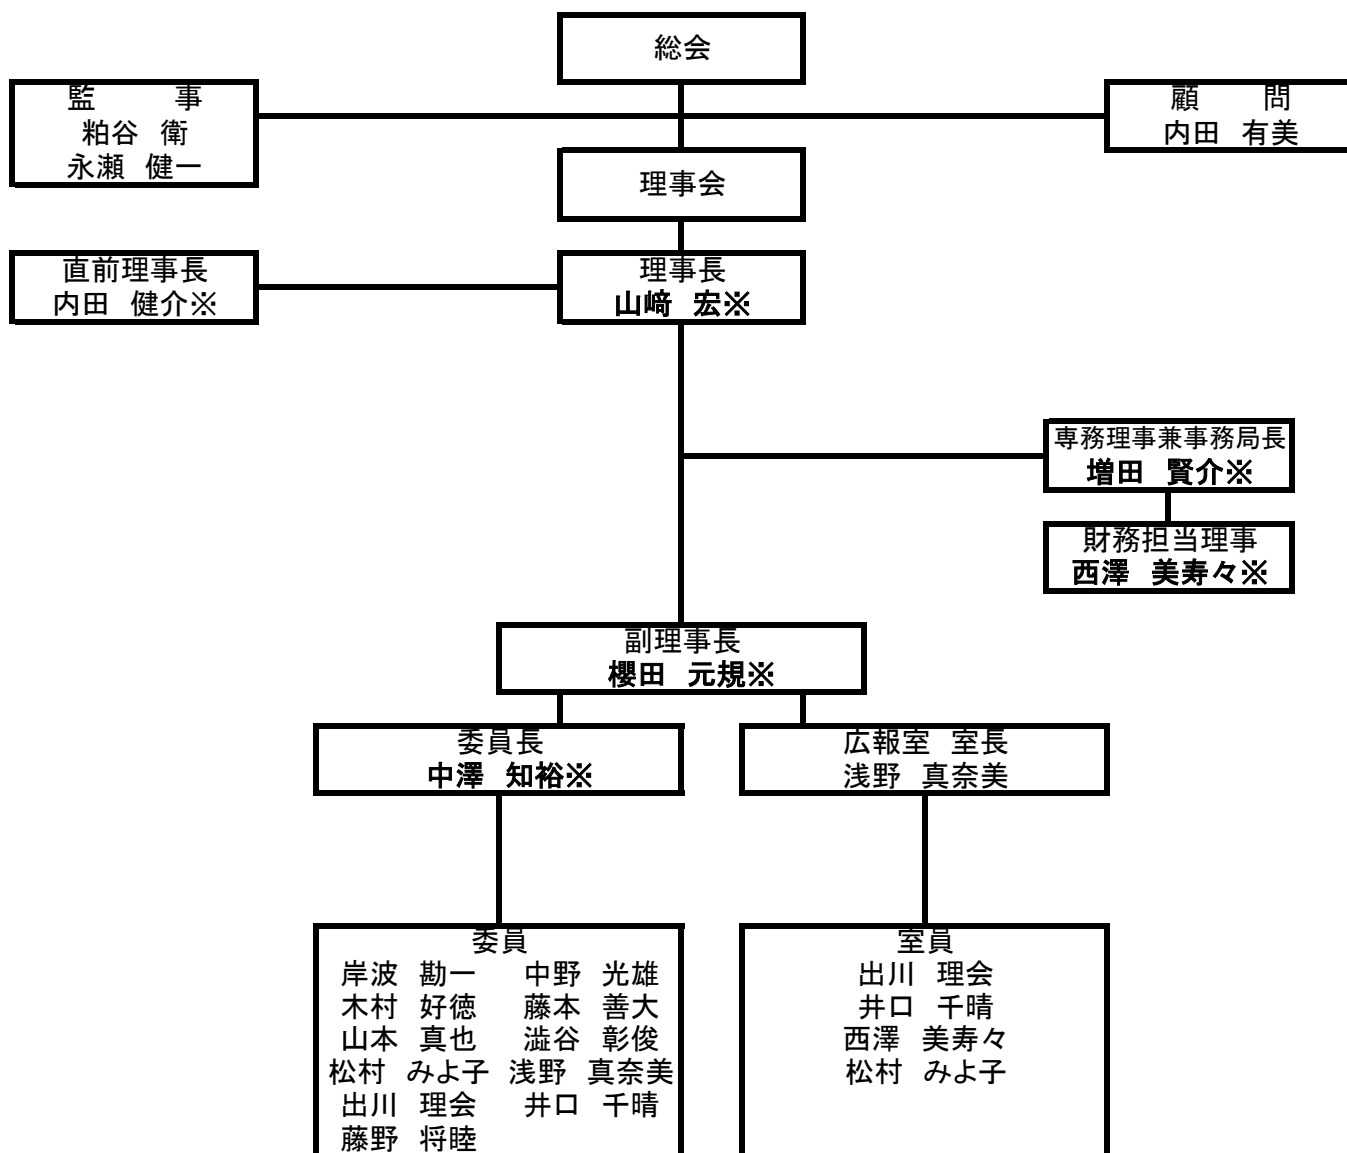 総会
監　事
粕谷 衛
永瀬 健一
顧　問
内田 有美
理事会
直前理事長
内田 健介※
理事長
山﨑 宏※
専務理事兼事務局長
増田 賢介※
財務担当理事
西澤 美寿々※
副理事長
櫻田 元規※
委員長
中澤 知裕※
広報室 室長
浅野 真奈美
委員
岸波 勘一 中野 光雄
木村 好徳 藤本 善大
山本 真也 澁谷 彰俊
松村 みよ子 浅野 真奈美
出川 理会 井口 千晴
藤野 将睦
室員
出川 理会
井口 千晴
西澤 美寿々
松村 みよ子